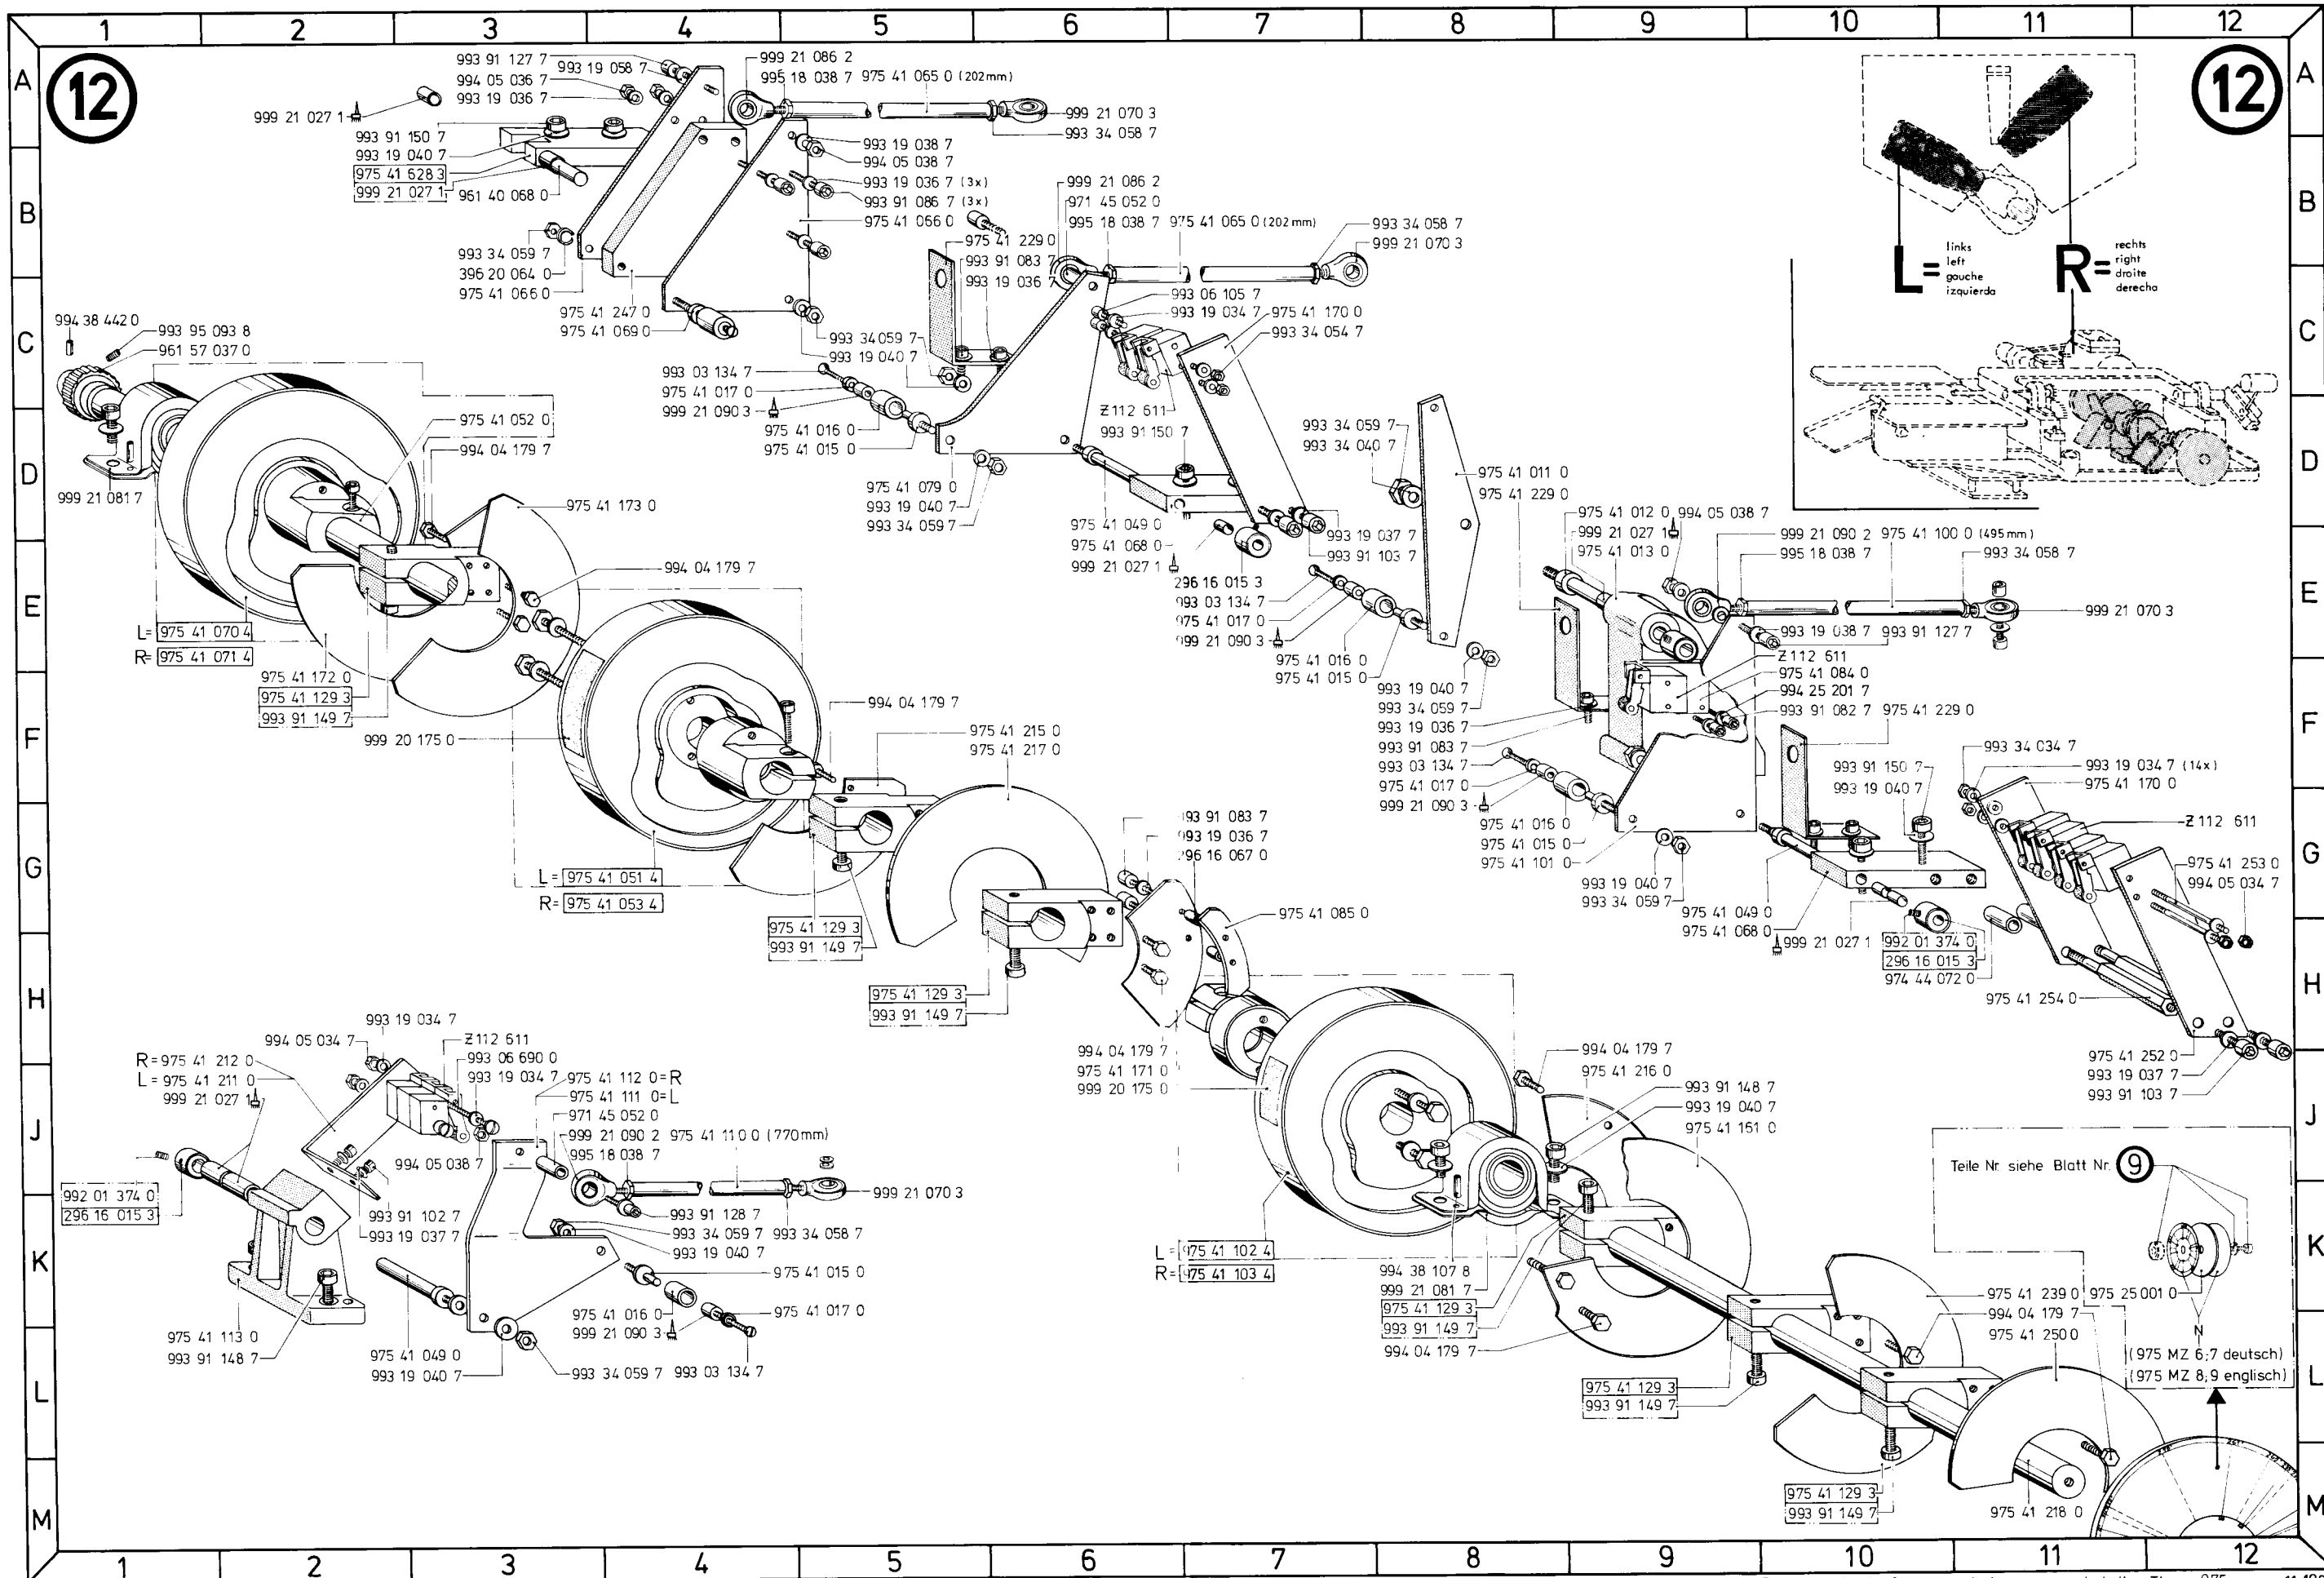 1 2 3 4 5 6 7 8 9 10 11 12
A
B
C
D
E
F
G
H
J
K
L
M
12
993 91 127 7
993 19 058 7
994 05 036 7
993 19 036 7
999 21 027 1
993 91 150 7
993 19 040 7
975 41 628 3
999 21 027 1
961 40 068 0
993 34 059 7
396 20 064 0
975 41 066 0
975 41 247 0
975 41 069 0
999 21 086 2
995 18 038 7 975 41 065 0 (202mm)
999 21 070 3
993 34 058 7
993 19 038 7
994 05 038 7
993 19 036 7 (3x)
993 91 086 7 (3x)
975 41 066 0
993 34 059 7
993 19 040 7
999 21 086 2
971 45 052 0
995 18 038 7 975 41 065 0 (202 mm)
993 34 058 7
999 21 070 3
975 41 229 0
993 91 083 7
993 19 036 7
993 06 105 7
993 19 034 7
975 41 170 0
993 34 054 7
Z 112 611
993 91 150 7
993 03 134 7
975 41 017 0
999 21 090 3
975 41 016 0
975 41 015 0
975 41 079 0
993 19 040 7
993 34 059 7
975 41 049 0
975 41 068 0
999 21 027 1
993 19 037 7
993 91 103 7
296 16 015 3
993 03 134 7
975 41 017 0
999 21 090 3
975 41 016 0
975 41 015 0
993 34 059 7
993 34 040 7
975 41 011 0
975 41 229 0
993 19 040 7
993 34 059 7
993 19 036 7
993 91 083 7
993 03 134 7
975 41 017 0
999 21 090 3
975 41 016 0
975 41 015 0
975 41 101 0
993 19 040 7
993 34 059 7
12
L = links
left
gauche
izquierda
R = rechts
right
droite
derecha
975 41 012 0
999 21 027 1
975 41 013 0
994 05 038 7
999 21 090 2 975 41 100 0 (495mm)
995 18 038 7
993 34 058 7
999 21 070 3
993 19 038 7 993 91 127 7
Z 112 611
975 41 084 0
994 25 201 7
993 91 082 7 975 41 229 0
993 91 150 7
993 19 040 7
993 34 034 7
993 19 034 7 (14x)
975 41 170 0
Z 112 611
975 41 253 0
994 05 034 7
975 41 049 0
975 41 068 0
999 21 027 1
992 01 374 0
296 16 015 3
974 44 072 0
975 41 254 0
975 41 252 0
993 19 037 7
993 91 103 7
994 38 442 0
993 95 093 8
961 57 037 0
999 21 081 7
975 41 052 0
994 04 179 7
975 41 173 0
994 04 179 7
L = 975 41 070 4
R = 975 41 071 4
975 41 172 0
975 41 129 3
993 91 149 7
999 20 175 0
994 04 179 7
975 41 215 0
975 41 217 0
L = 975 41 051 4
R = 975 41 053 4
975 41 129 3
993 91 149 7
975 41 129 3
993 91 149 7
993 91 083 7
993 19 036 7
296 16 067 0
975 41 085 0
994 04 179 7
975 41 171 0
999 20 175 0
L = 975 41 102 4
R = 975 41 103 4
994 04 179 7
975 41 216 0
993 91 148 7
993 19 040 7
975 41 161 0
994 38 107 8
999 21 081 7
975 41 129 3
993 91 149 7
994 04 179 7
975 41 129 3
993 91 149 7
975 41 129 3
993 91 149 7
975 41 239 0
994 04 179 7
975 41 250 0
975 41 218 0
Teile Nr. siehe Blatt Nr. 9
975 25 001 0
N
(975 MZ 6;7 deutsch)
(975 MZ 8;9 englisch)
993 19 034 7
994 05 034 7
Z 112 611
993 06 690 0
993 19 034 7
R = 975 41 212 0
L = 975 41 211 0
999 21 027 1
975 41 112 0 = R
975 41 111 0 = L
971 45 052 0
999 21 090 2 975 41 110 0 (770mm)
995 18 038 7
994 05 038 7
992 01 374 0
296 16 015 3
993 91 102 7
993 19 037 7
999 21 070 3
993 91 128 7
993 34 059 7 993 34 058 7
993 19 040 7
975 41 015 0
975 41 016 0
999 21 090 3
975 41 017 0
975 41 113 0
993 91 148 7
975 41 049 0
993 19 040 7
993 34 059 7 993 03 134 7
1 2 3 4 5 6 7 8 9 10 11 12